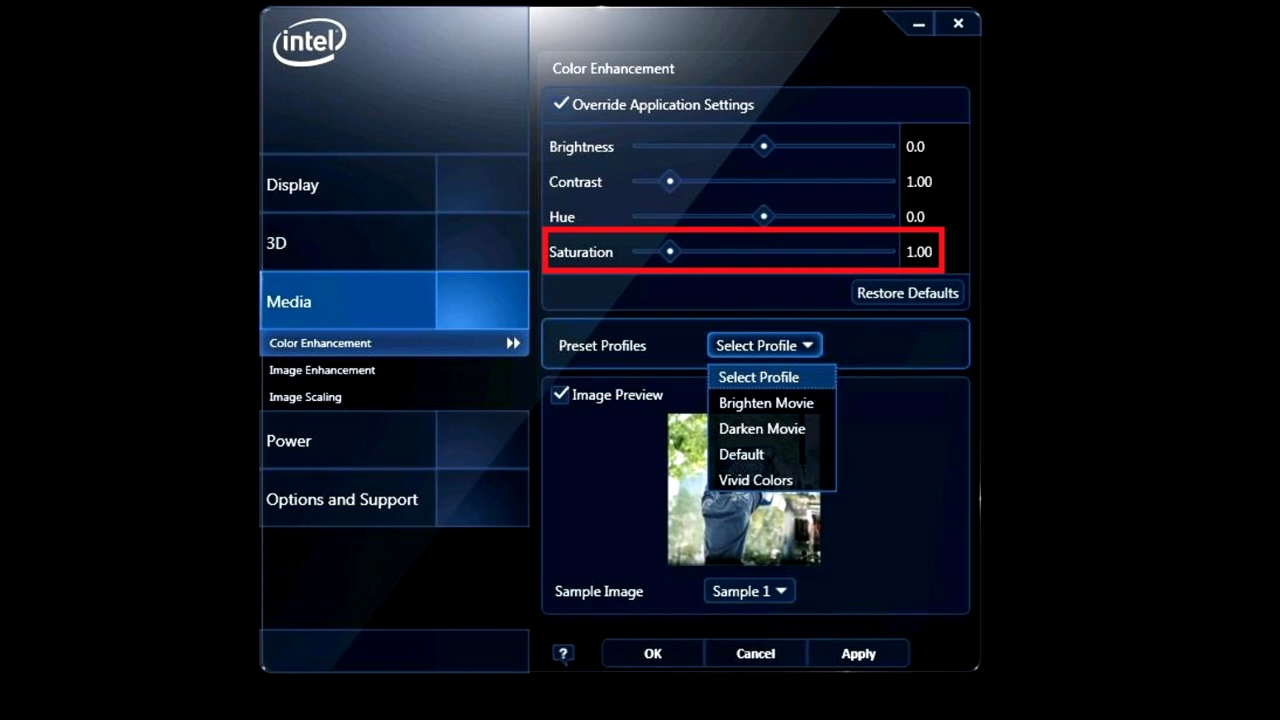 intel
Color Enhancement
Override Application Settings
Brightness 0.0
Contrast 1.00
Hue 0.0
Saturation 1.00
Restore Defaults
Display
3D
Media
Color Enhancement
Image Enhancement
Image Scaling
Power
Options and Support
Preset Profiles Select Profile
Select Profile
Brighten Movie
Darken Movie
Default
Vivid Colors
Image Preview
Sample Image Sample 1
? OK Cancel Apply